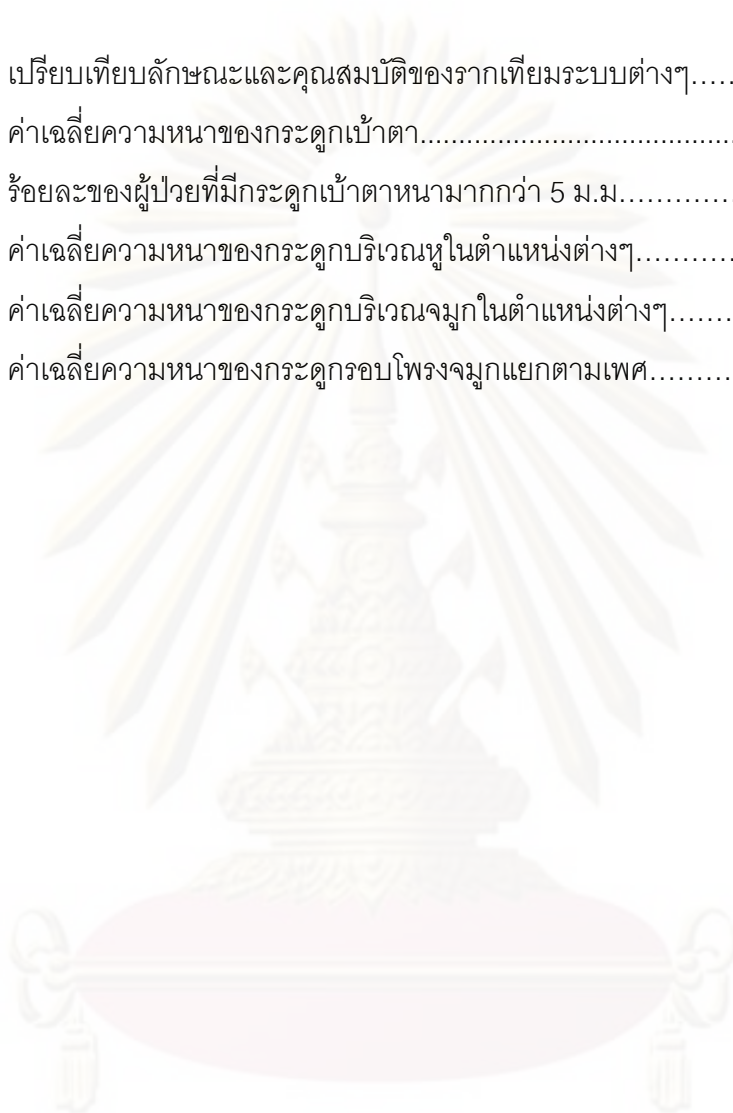 เปรียบเทียบลักษณะและคุณสมบัติของรากเทียมระบบต่างๆ.....
ค่าเฉลี่ยความหนาของกระดูกเบ้าตา........................................
ร้อยละของผู้ป่วยที่มีกระดูกเบ้าตาหนามากกว่า 5 ม.ม.............
ค่าเฉลี่ยความหนาของกระดูกบริเวณหูในตำแหน่งต่างๆ...........
ค่าเฉลี่ยความหนาของกระดูกบริเวณจมูกในตำแหน่งต่างๆ.......
ค่าเฉลี่ยความหนาของกระดูกรอบโพรงจมูกแยกตามเพศ.........